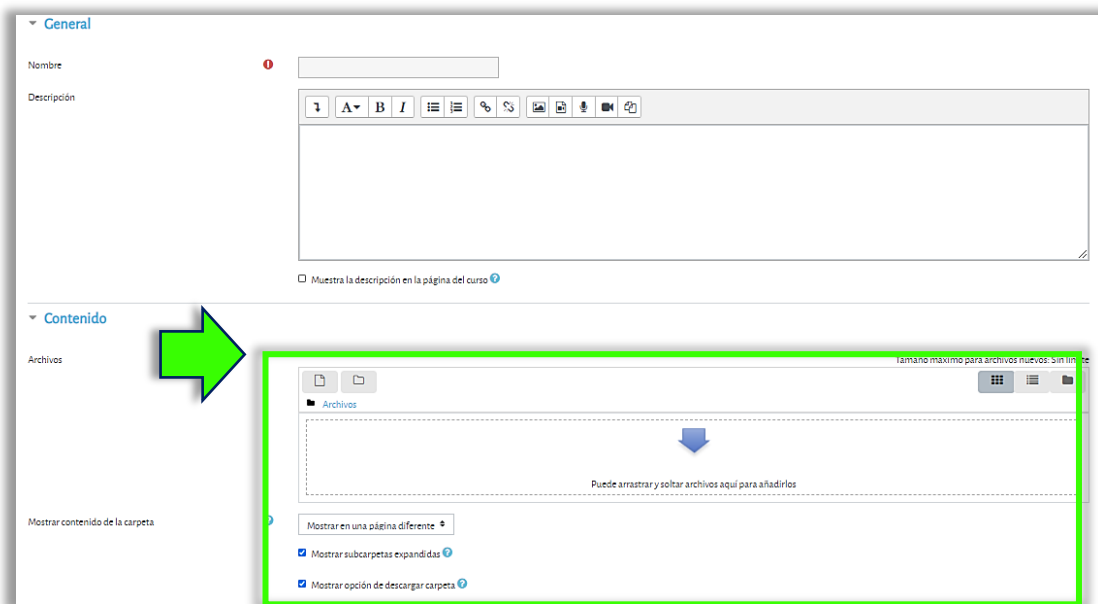 General
Nombre
Descripción
A B I
Muestra la descripción en la página del curso
Contenido
Archivos
Tamaño máximo para archivos nuevos: Sin límite
Archivos
Puede arrastrar y soltar archivos aquí para añadirlos
Mostrar contenido de la carpeta
Mostrar en una página diferente
Mostrar subcarpetas expandidas
Mostrar opción de descargar carpeta